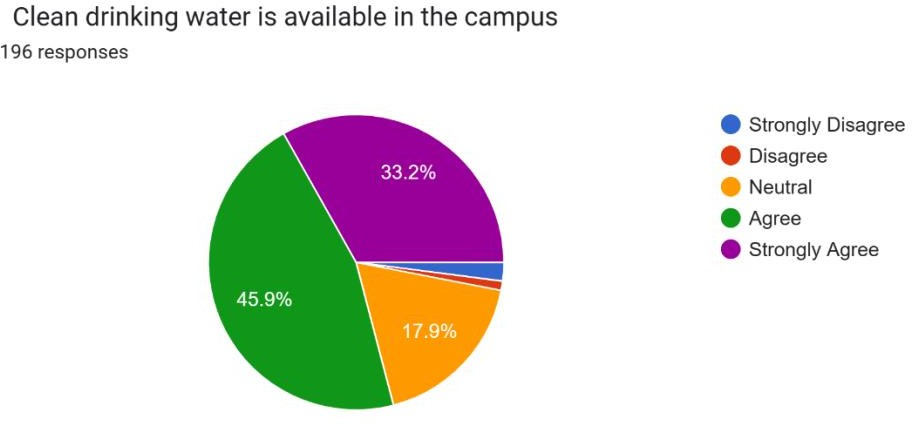 Clean drinking water is available in the campus
196 responses
33.2%
45.9%
17.9%
Strongly Disagree
Disagree
Neutral
Agree
Strongly Agree